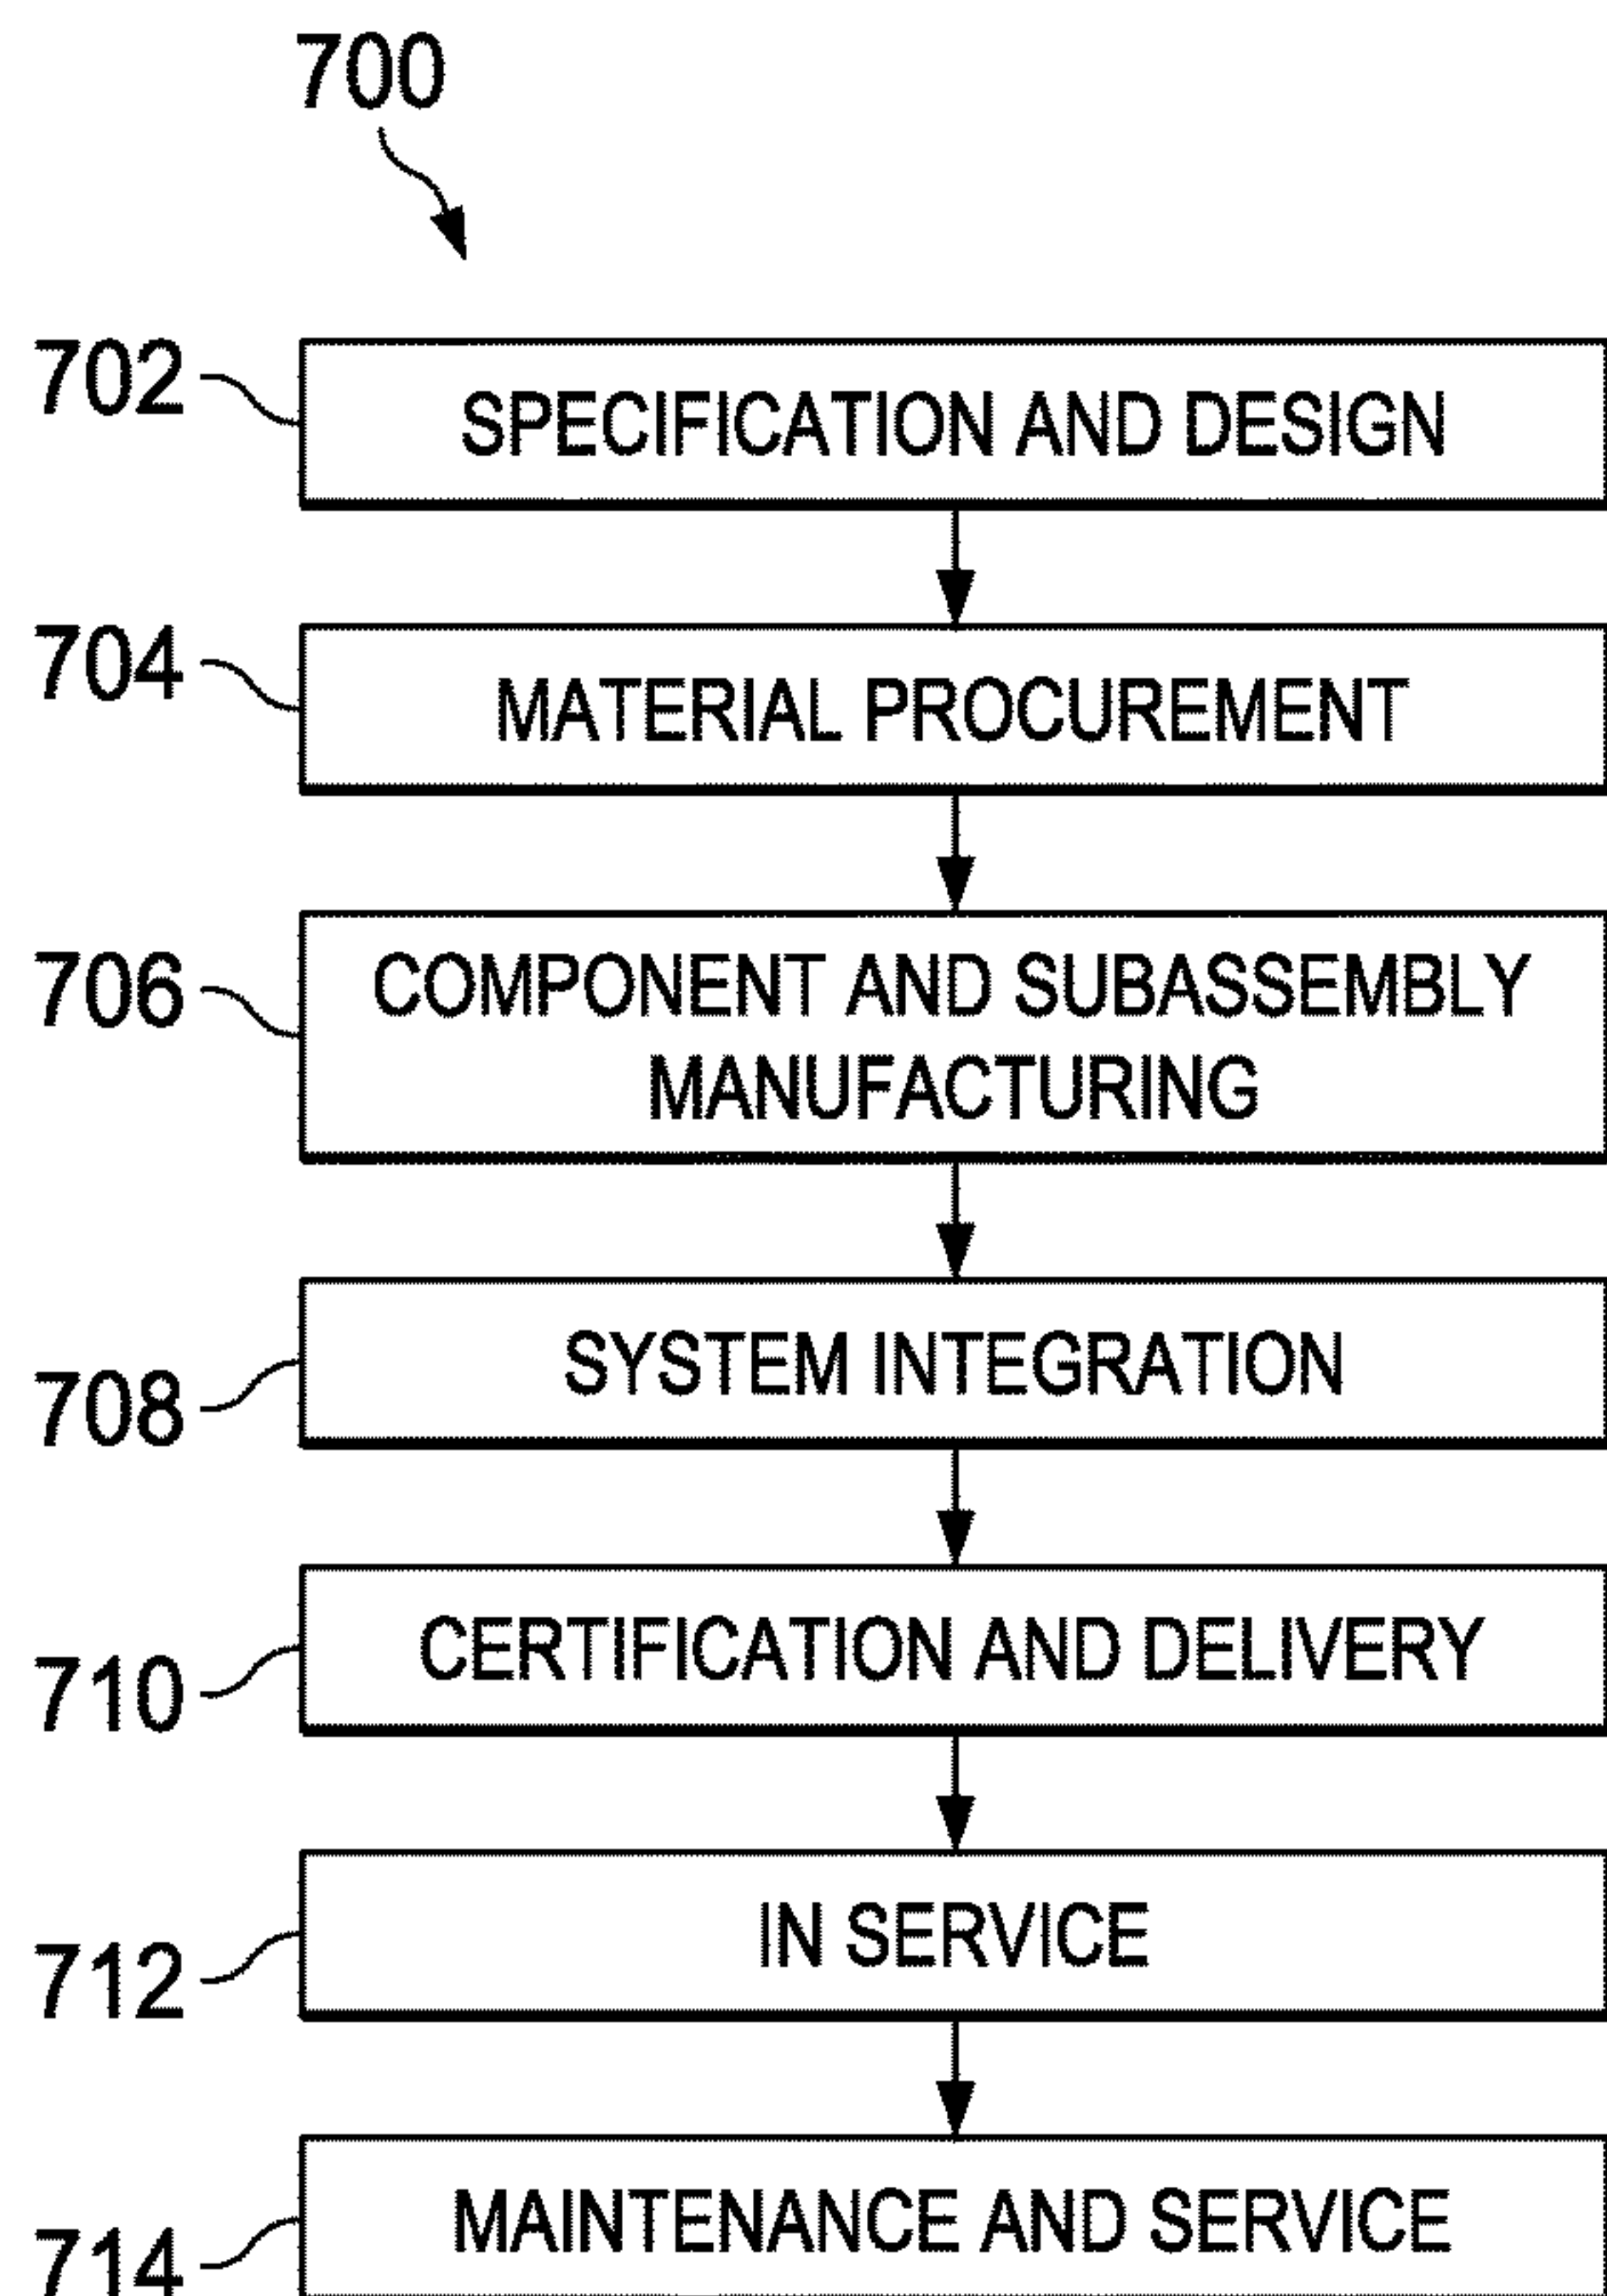 700
702 SPECIFICATION AND DESIGN
704 MATERIAL PROCUREMENT
706 COMPONENT AND SUBASSEMBLY
MANUFACTURING
708 SYSTEM INTEGRATION
710 CERTIFICATION AND DELIVERY
712 IN SERVICE
714 MAINTENANCE AND SERVICE